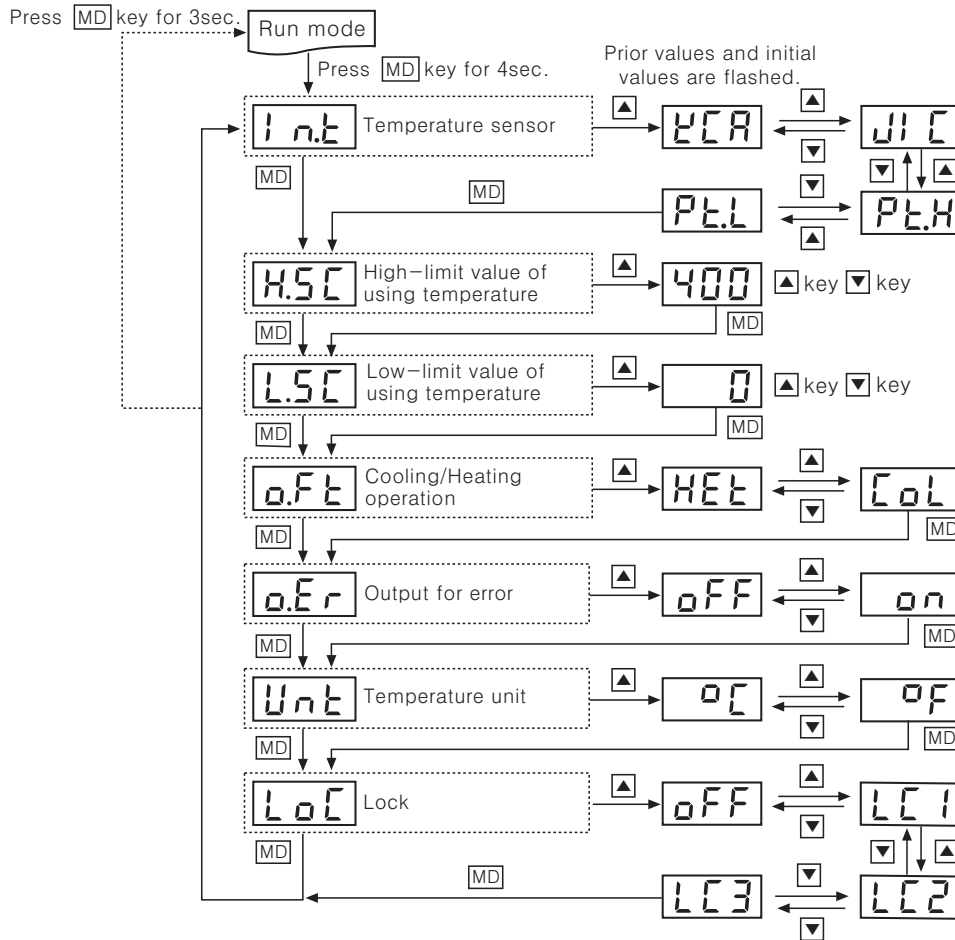 Press MD key for 3sec.
Run mode
Press MD key for 4sec.
Prior values and initial
values are flashed.
In.t
Temperature sensor
▲
KCA
▲
▼
JIC
MD
MD
▼
▲
Pt.L
▼
▲
Pt.H
H.SC
High-limit value of
using temperature
▲
400
▲ key ▼ key
MD
MD
L.SC
Low-limit value of
using temperature
▲
0
▲ key ▼ key
MD
MD
o.Ft
Cooling/Heating
operation
▲
HEt
▲
▼
CoL
MD
MD
o.Er
Output for error
▲
oFF
▲
▼
on
MD
MD
Unt
Temperature unit
▲
°C
▲
▼
°F
MD
MD
LoC
Lock
▲
oFF
▲
▼
LC1
MD
▼
▲
MD
LC3
▼
▼
LC2